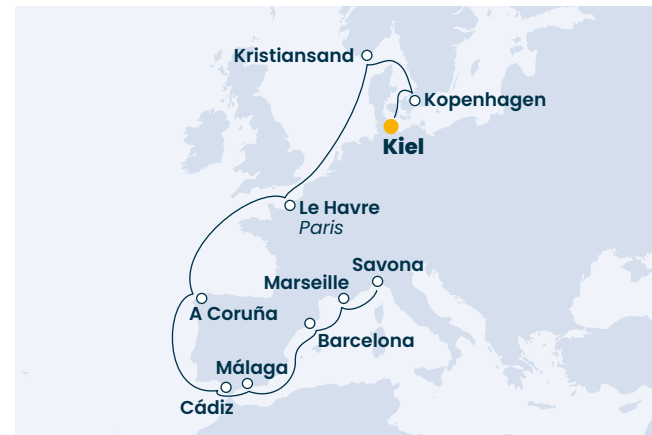 Kristiansand
Kopenhagen
Kiel
Le Havre
Paris
Savona
Marseille
A Coruña
Barcelona
Málaga
Cádiz